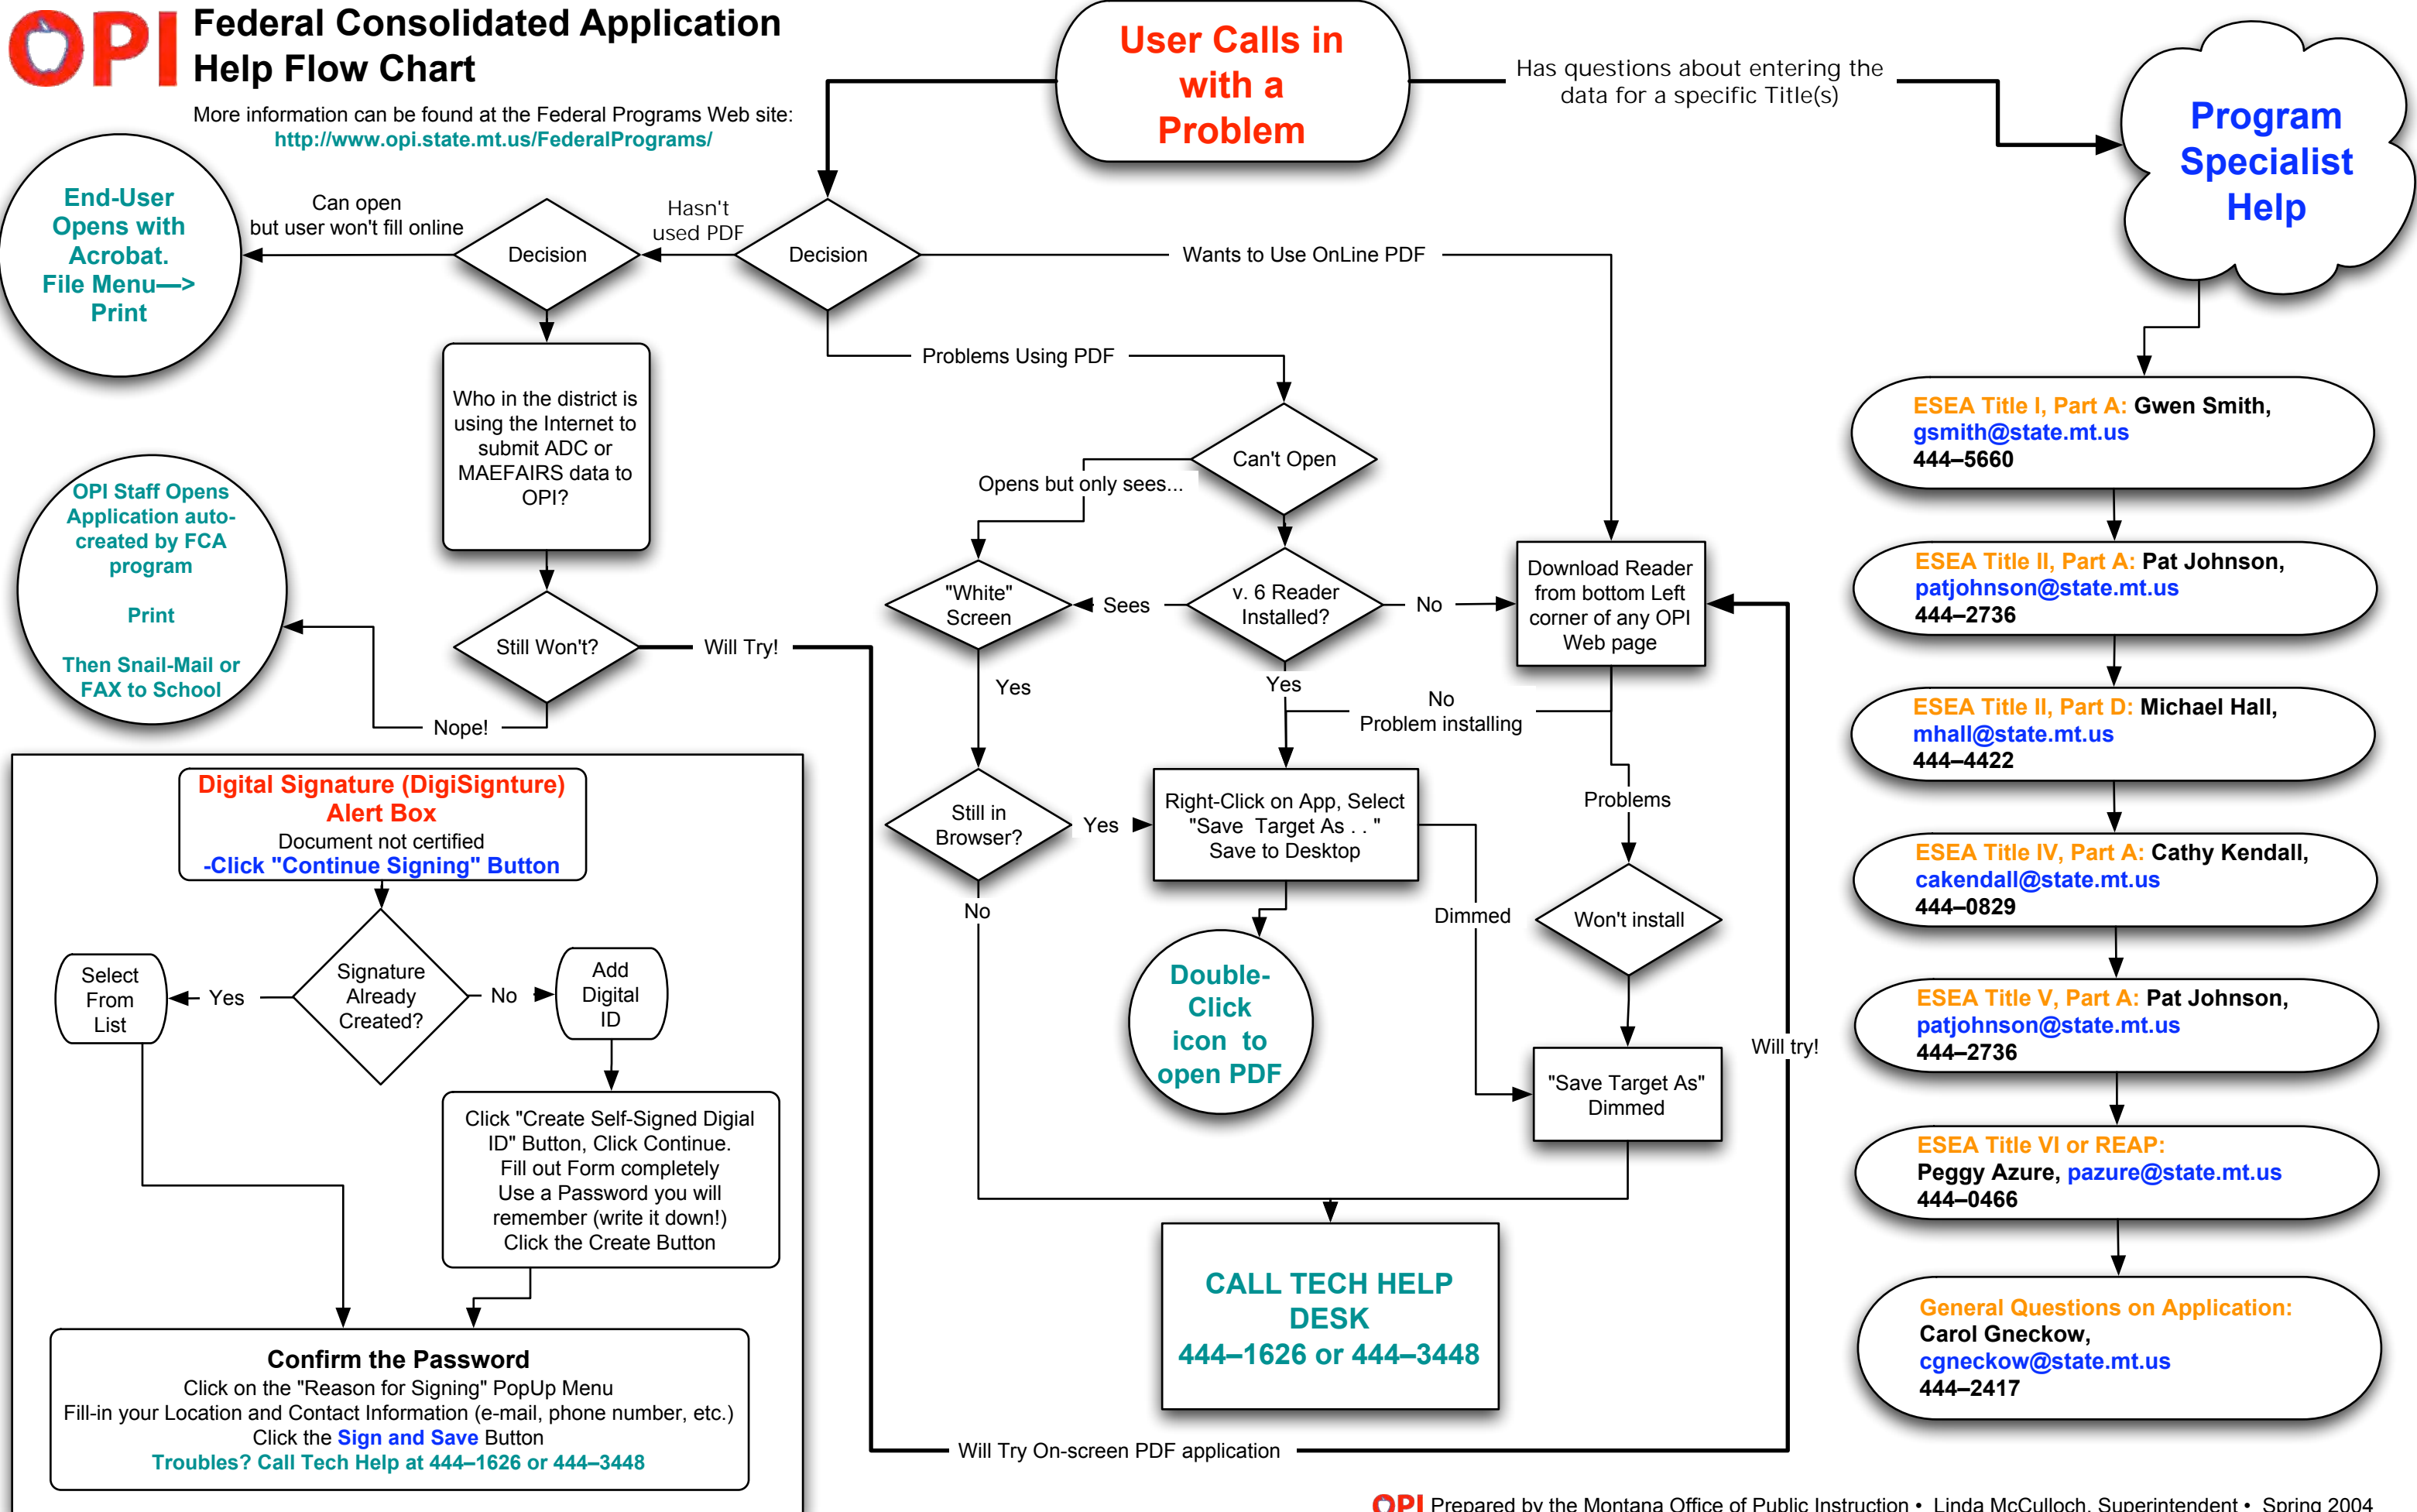 OPI
Federal Consolidated Application
Help Flow Chart
More information can be found at the Federal Programs Web site:
http://www.opi.state.mt.us/FederalPrograms/
User Calls in
with a
Problem
Has questions about entering the
data for a specific Title(s)
Program
Specialist
Help
End-User
Opens with
Acrobat.
File Menu—>
Print
Can open
but user won't fill online
Decision
Hasn't
used PDF
Decision
Wants to Use OnLine PDF
Problems Using PDF
Who in the district is
using the Internet to
submit ADC or
MAEFAIRS data to
OPI?
Can't Open
Opens but only sees...
OPI Staff Opens
Application auto-
created by FCA
program
Print
Then Snail-Mail or
FAX to School
Still Won't?
Will Try!
Nope!
"White"
Screen
Sees
v. 6 Reader
Installed?
No
Download Reader
from bottom Left
corner of any OPI
Web page
Yes
Yes
No
Problem installing
Still in
Browser?
Yes
Right-Click on App, Select
"Save Target As . . "
Save to Desktop
Problems
No
Dimmed
Won't install
Double-
Click
icon to
open PDF
"Save Target As"
Dimmed
Will try!
CALL TECH HELP
DESK
444–1626 or 444–3448
Will Try On-screen PDF application
Digital Signature (DigiSignture)
Alert Box
Document not certified
-Click "Continue Signing" Button
Select
From
List
Yes
Signature
Already
Created?
No
Add
Digital
ID
Click "Create Self-Signed Digial
ID" Button, Click Continue.
Fill out Form completely
Use a Password you will
remember (write it down!)
Click the Create Button
Confirm the Password
Click on the "Reason for Signing" PopUp Menu
Fill-in your Location and Contact Information (e-mail, phone number, etc.)
Click the Sign and Save Button
Troubles? Call Tech Help at 444–1626 or 444–3448
ESEA Title I, Part A: Gwen Smith,
gsmith@state.mt.us
444–5660
ESEA Title II, Part A: Pat Johnson,
patjohnson@state.mt.us
444–2736
ESEA Title II, Part D: Michael Hall,
mhall@state.mt.us
444–4422
ESEA Title IV, Part A: Cathy Kendall,
cakendall@state.mt.us
444–0829
ESEA Title V, Part A: Pat Johnson,
patjohnson@state.mt.us
444–2736
ESEA Title VI or REAP:
Peggy Azure, pazure@state.mt.us
444–0466
General Questions on Application:
Carol Gneckow,
cgneckow@state.mt.us
444–2417
OPI Prepared by the Montana Office of Public Instruction • Linda McCulloch, Superintendent • Spring 2004